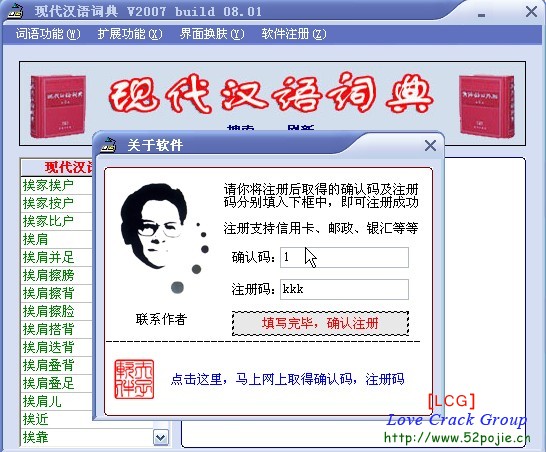 现代汉语词典 V2007 build 08.01
词语功能(W) 扩展功能(X) 界面换肤(Y) 软件注册(Z)
现代汉语词典
搜索 刷新
关于软件
现代汉语
挨家挨户
挨家按户
挨家比户
挨肩
挨肩并足
挨肩擦膀
挨肩擦背
挨肩擦脸
挨肩搭背
挨肩迭背
挨肩叠背
挨肩叠足
挨肩儿
挨近
挨靠
请你将注册后取得的确认码及注册
码分别填入下框中，即可注册成功
注册支持信用卡、邮政、银汇等等
确认码: 1
注册码: kkk
联系作者
填写完毕，确认注册
点击这里，马上网上取得确认码，注册码
[LCG]
Love Crack Group
http://www.52pojie.cn